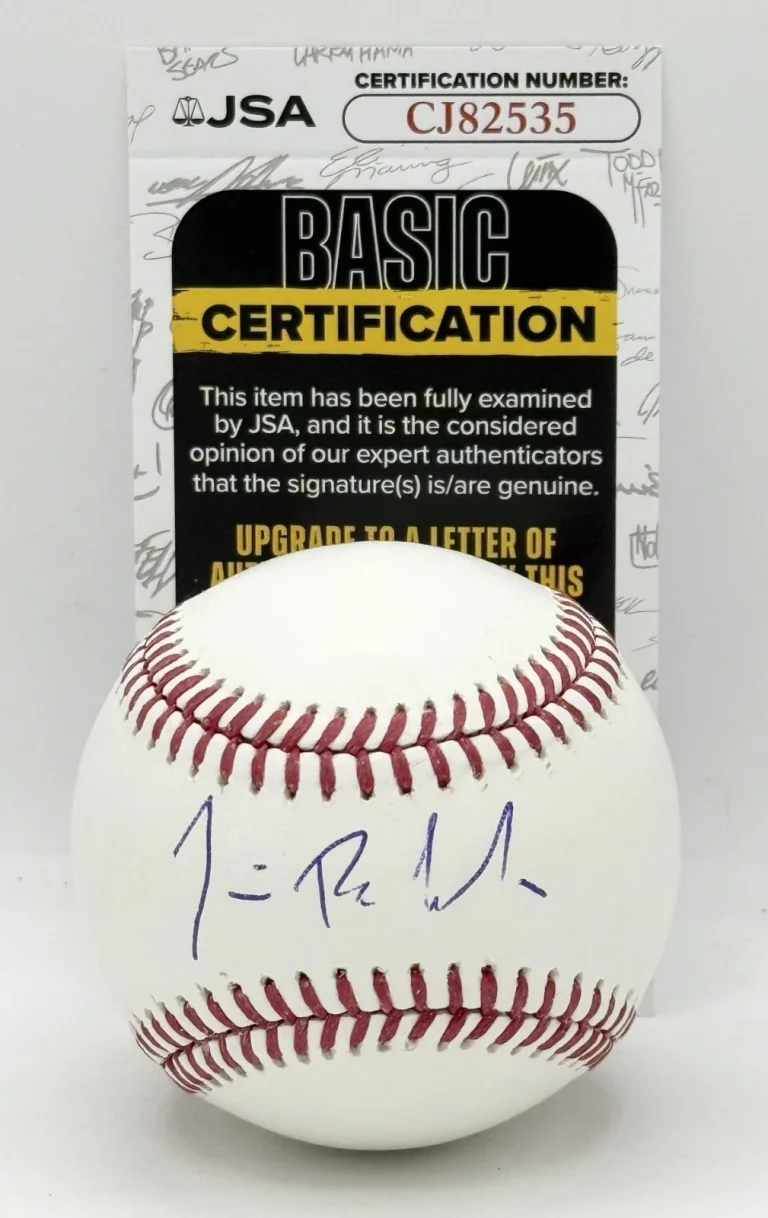 JSA
CERTIFICATION NUMBER:
CJ82535
BASIC
CERTIFICATION
This item has been fully examined
by JSA, and it is the considered
opinion of our expert authenticators
that the signature(s) is/are genuine.
UPGRADE TO A LETTER OF
THIS